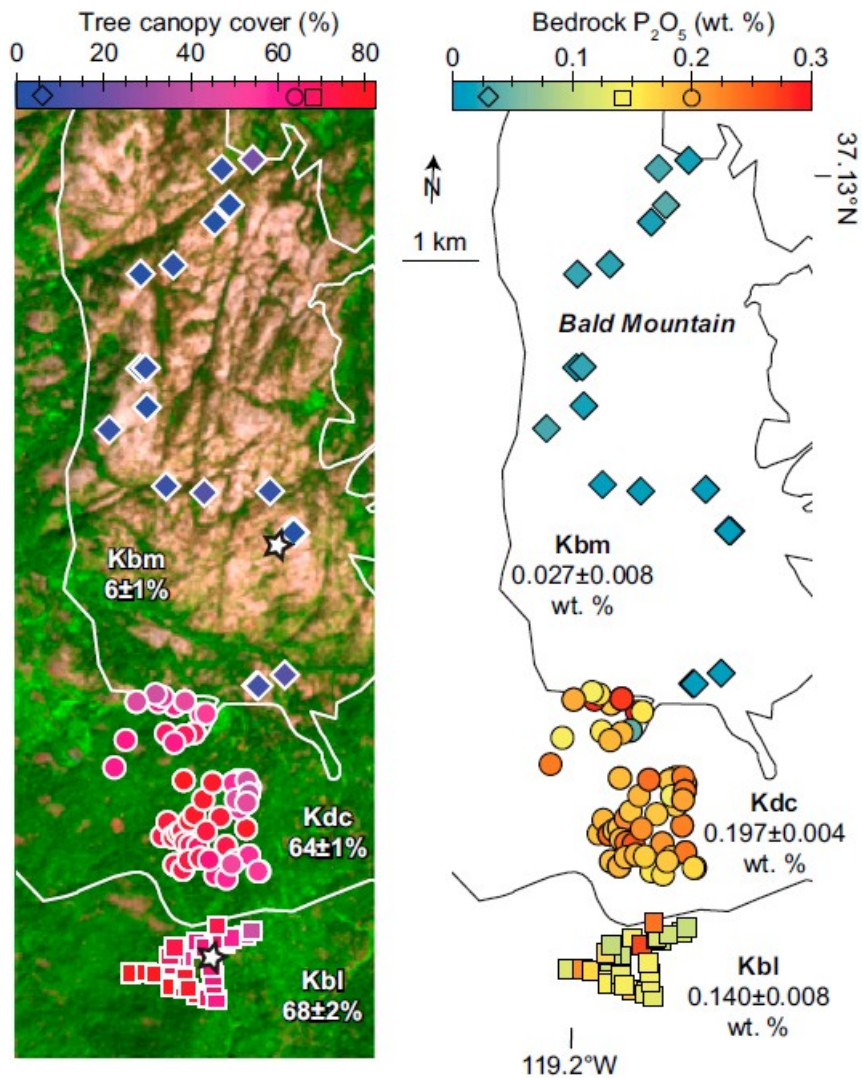 Tree canopy cover (%)
0 20 40 60 80
Bedrock P₂O₅ (wt. %)
0 0.1 0.2 0.3
N
1 km
37.13°N
Bald Mountain
Kbm
6±1%
Kbm
0.027±0.008
wt. %
Kdc
64±1%
Kdc
0.197±0.004
wt. %
Kbl
68±2%
Kbl
0.140±0.008
wt. %
119.2°W